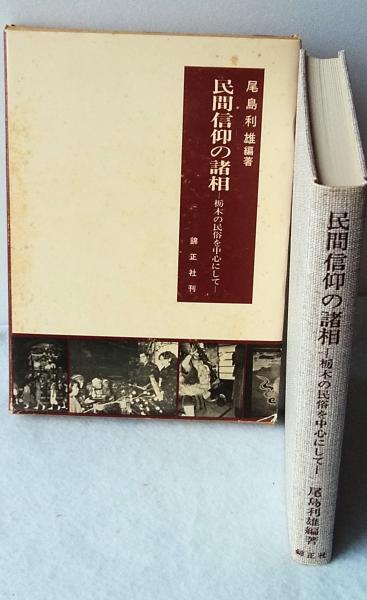 尾島利雄編著
民間信仰の諸相
―栃木の民俗を中心にして―
錦正社刊
民間信仰の諸相
―栃木の民俗を中心にして―
尾島利雄編著
錦正社